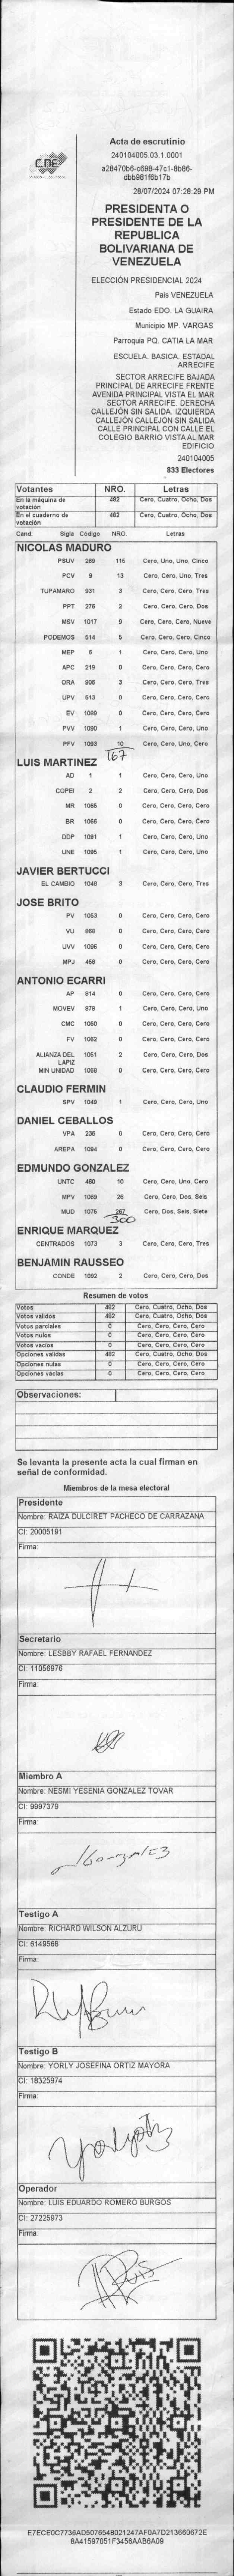 CNE
Acta de escrutinio
240104005.03.1.0001
a28470b6-c698-47c1-8b86-
dbb981f6b17b
28/07/2024 07:28:29 PM
PRESIDENTA O
PRESIDENTE DE LA
REPUBLICA
BOLIVARIANA DE
VENEZUELA
ELECCIÓN PRESIDENCIAL 2024
Pais VENEZUELA
Estado EDO. LA GUAIRA
Municipio MP. VARGAS
Parroquia PQ. CATIA LA MAR
ESCUELA. BASICA. ESTADAL
ARRECIFE
SECTOR ARRECIFE BAJADA
PRINCIPAL DE ARRECIFE FRENTE
AVENIDA PRINCIPAL VISTA EL MAR
SECTOR ARRECIFE. DERECHA
CALLEJÓN SIN SALIDA. IZQUIERDA
CALLEJÓN CALLEJON SIN SALIDA
CALLE PRINCIPAL CON CALLE EL
COLEGIO BARRIO VISTA AL MAR
EDIFICIO
240104005
833 Electores
Votantes NRO. Letras
En la máquina de votación 482 Cero, Cuatro, Ocho, Dos
En el cuaderno de votación 482 Cero, Cuatro, Ocho, Dos
Cand. Sigla Código NRO. Letras
NICOLAS MADURO
PSUV 269 115 Cero, Uno, Uno, Cinco
PCV 9 13 Cero, Cero, Uno, Tres
TUPAMARO 931 3 Cero, Cero, Cero, Tres
PPT 276 2 Cero, Cero, Cero, Dos
MSV 1017 9 Cero, Cero, Cero, Nueve
PODEMOS 514 5 Cero, Cero, Cero, Cinco
MEP 6 1 Cero, Cero, Cero, Uno
APC 219 0 Cero, Cero, Cero, Cero
ORA 906 3 Cero, Cero, Cero, Tres
UPV 613 0 Cero, Cero, Cero, Cero
EV 1089 0 Cero, Cero, Cero, Cero
PVV 1090 1 Cero, Cero, Cero, Uno
PFV 1093 10 Cero, Cero, Uno, Cero
167
LUIS MARTINEZ
AD 1 1 Cero, Cero, Cero, Uno
COPEI 2 2 Cero, Cero, Cero, Dos
MR 1065 0 Cero, Cero, Cero, Cero
BR 1066 0 Cero, Cero, Cero, Cero
DDP 1091 1 Cero, Cero, Cero, Uno
UNE 1095 1 Cero, Cero, Cero, Uno
JAVIER BERTUCCI
EL CAMBIO 1048 3 Cero, Cero, Cero, Tres
JOSE BRITO
PV 1053 0 Cero, Cero, Cero, Cero
VU 868 0 Cero, Cero, Cero, Cero
UVV 1096 0 Cero, Cero, Cero, Cero
MPJ 458 0 Cero, Cero, Cero, Cero
ANTONIO ECARRI
AP 814 0 Cero, Cero, Cero, Cero
MOVEV 979 1 Cero, Cero, Cero, Uno
CMC 1050 0 Cero, Cero, Cero, Cero
FV 1062 0 Cero, Cero, Cero, Cero
ALIANZA DEL LAPIZ 1051 2 Cero, Cero, Cero, Dos
MIN UNIDAD 1068 0 Cero, Cero, Cero, Cero
CLAUDIO FERMIN
SPV 1049 1 Cero, Cero, Cero, Uno
DANIEL CEBALLOS
VPA 236 0 Cero, Cero, Cero, Cero
AREPA 1094 0 Cero, Cero, Cero, Cero
EDMUNDO GONZALEZ
UNTC 460 10 Cero, Cero, Uno, Cero
MPV 1069 26 Cero, Cero, Dos, Seis
MUD 1075 267 Cero, Dos, Seis, Siete
300
ENRIQUE MARQUEZ
CENTRADOS 1073 3 Cero, Cero, Cero, Tres
BENJAMIN RAUSSEO
CONDE 1092 2 Cero, Cero, Cero, Dos
Resumen de votos
Votos 482 Cero, Cuatro, Ocho, Dos
Votos validos 482 Cero, Cuatro, Ocho, Dos
Votos parciales 0 Cero, Cero, Cero, Cero
Votos nulos 0 Cero, Cero, Cero, Cero
Votos vacios 0 Cero, Cero, Cero, Cero
Opciones validas 482 Cero, Cuatro, Ocho, Dos
Opciones nulas 0 Cero, Cero, Cero, Cero
Opciones vacias 0 Cero, Cero, Cero, Cero
Observaciones:
Se levanta la presente acta la cual firman en
señal de conformidad.
Miembros de la mesa electoral
Presidente
Nombre: RAIZA DULCIRET PACHECO DE CARRAZANA
CI: 20005191
Firma:
Secretario
Nombre: LESBBY RAFAEL FERNANDEZ
CI: 11056976
Firma:
Miembro A
Nombre: NESMI YESENIA GONZALEZ TOVAR
CI: 9997379
Firma:
Testigo A
Nombre: RICHARD WILSON ALZURU
CI: 6149568
Firma:
Testigo B
Nombre: YORLY JOSEFINA ORTIZ MAYORA
CI: 18325974
Firma:
Operador
Nombre: LUIS EDUARDO ROMERO BURGOS
CI: 27225973
Firma:
E7ECE0C7736AD5076548021247AF0A7D213660672E
8A41597051F3456AAB6A09